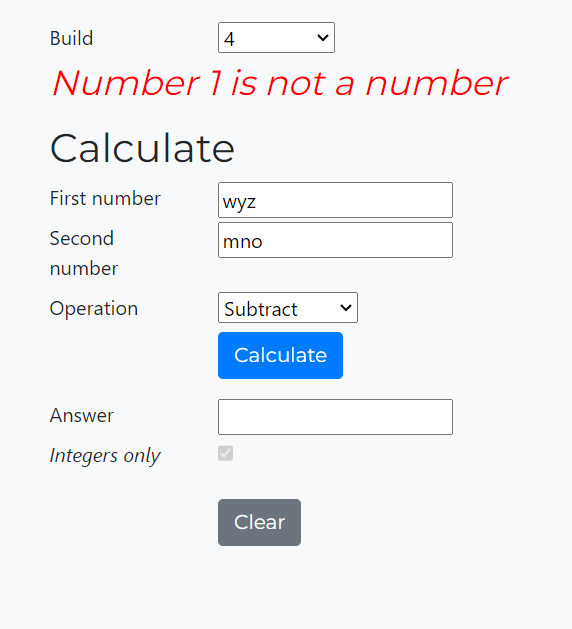 Build 4
Number 1 is not a number
Calculate
First number wyz
Second mno
number
Operation Subtract
Calculate
Answer
Integers only
Clear